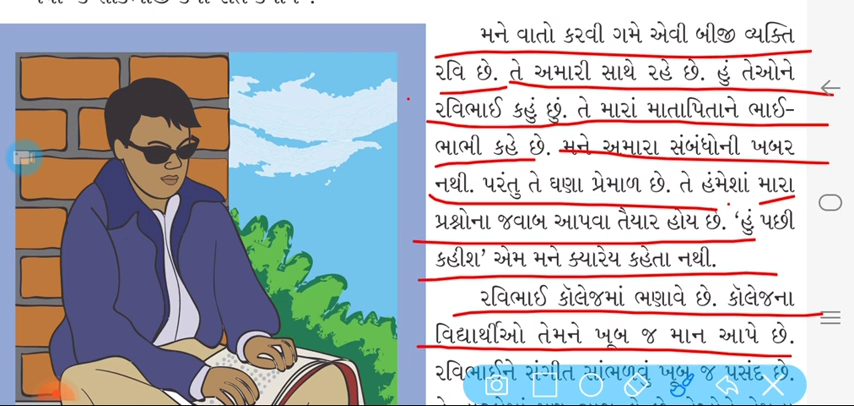 મને વાતો કરવી ગમે એવી બીજી વ્યક્તિ
રવિ છે. તે અમારી સાથે રહે છે. હું તેઓને
રવિભાઈ કહું છું. તે મારાં માતાપિતાને ભાઈ-
ભાભી કહે છે. મને અમારા સંબંધોની ખબર
નથી. પરંતુ તે ઘણા પ્રેમાળ છે. તે હંમેશાં મારા
પ્રશ્નોના જવાબ આપવા તૈયાર હોય છે. ‘હું પછી
કહીશ’ એમ મને ક્યારેય કહેતા નથી.
રવિભાઈ કૉલેજમાં ભણાવે છે. કૉલેજના
વિદ્યાર્થીઓ તેમને ખૂબ જ માન આપે છે.
રવિભાઈને સંગીત સાંભળવું ખૂબ જ પસંદ છે.